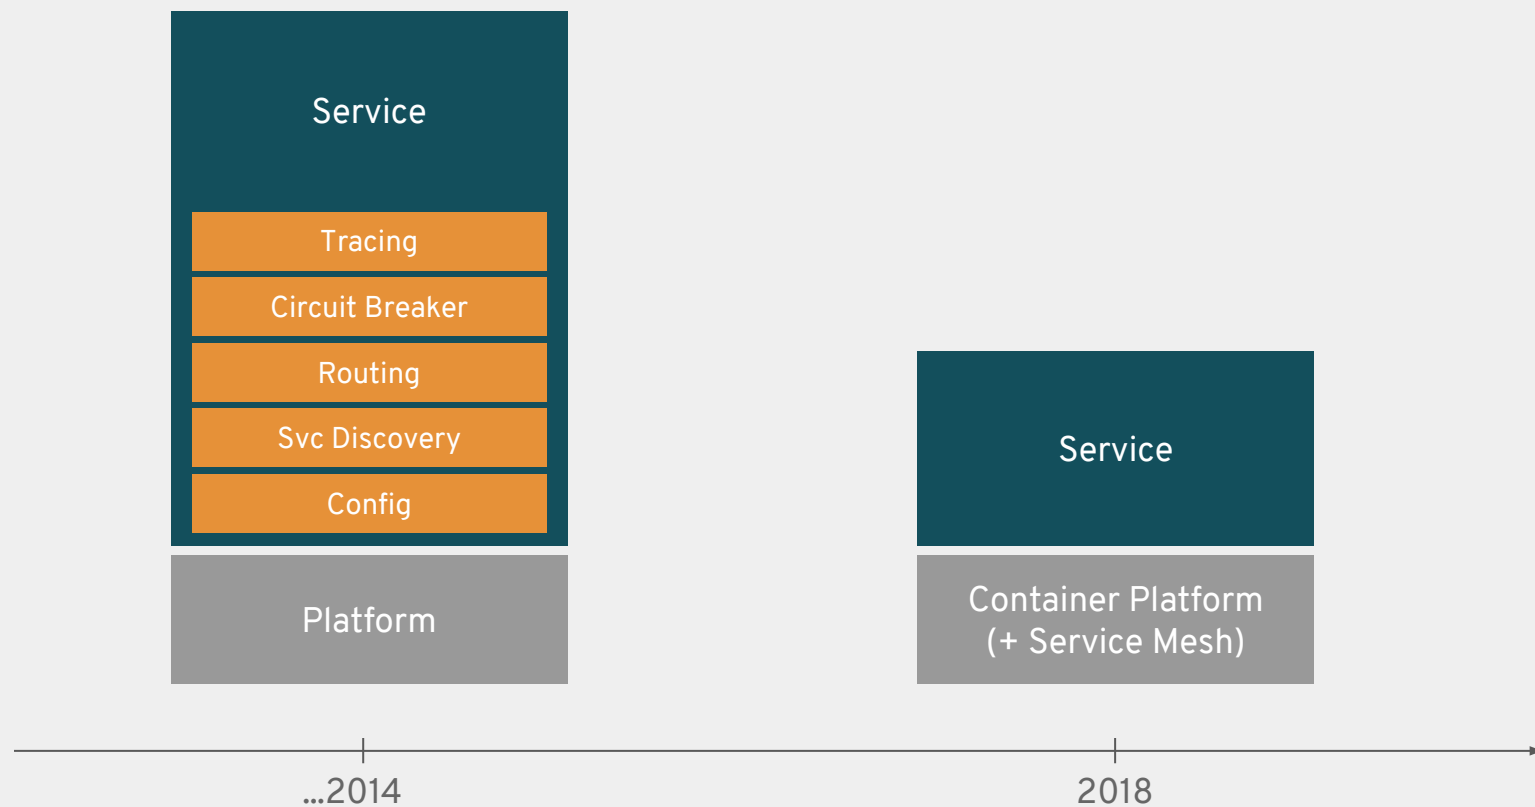 Service
Tracing
Circuit Breaker
Routing
Svc Discovery
Config
Platform
Service
Container Platform
(+ Service Mesh)
...2014
2018